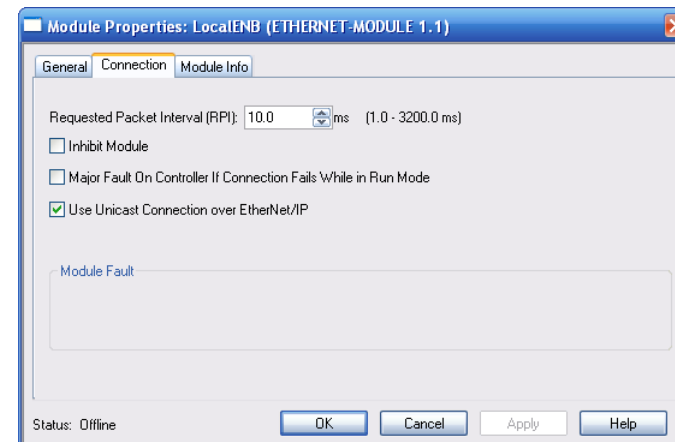 Module Properties: LocalENB (ETHERNET-MODULE 1.1)
General Connection Module Info
Requested Packet Interval (RPI): 10.0 ms (1.0 - 3200.0 ms)
Inhibit Module
Major Fault On Controller If Connection Fails While in Run Mode
Use Unicast Connection over EtherNet/IP
Module Fault
Status: Offline OK Cancel Apply Help